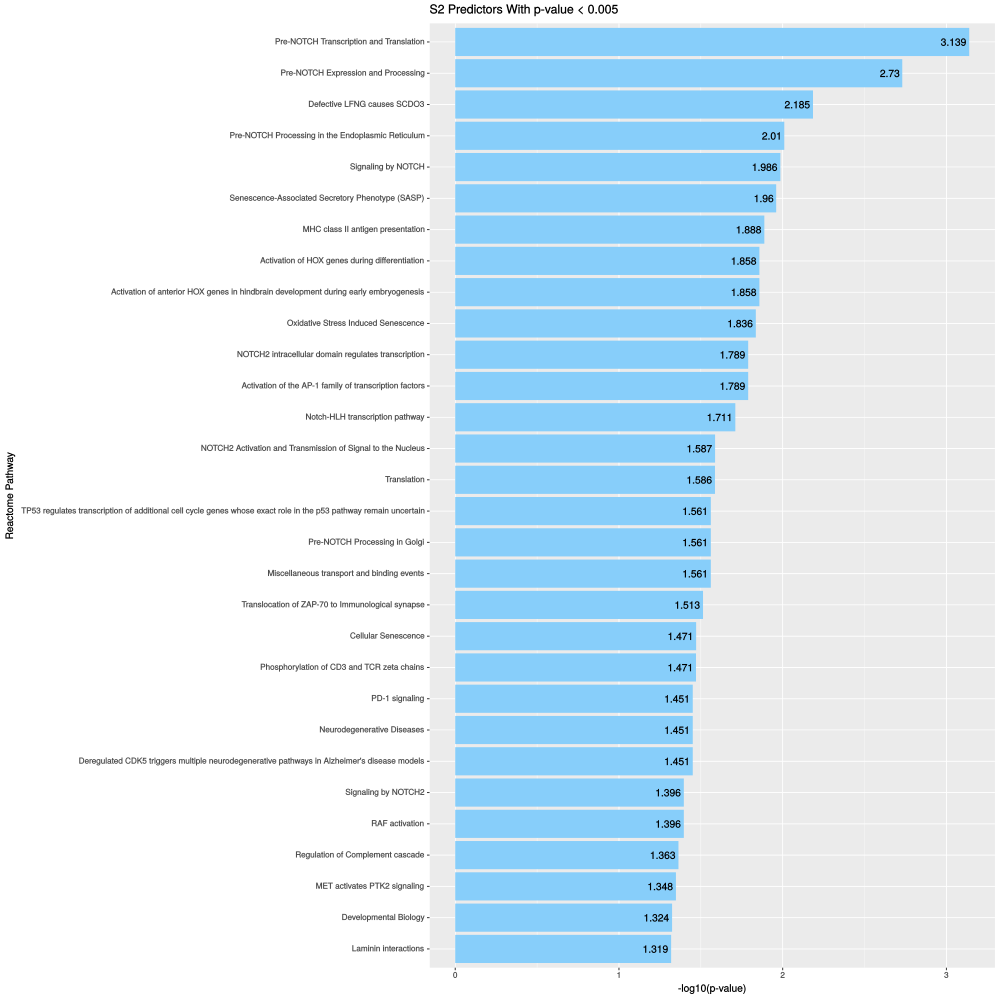 S2 Predictors With p-value < 0.005
Reactome Pathway
Pre-NOTCH Transcription and Translation 3.139
Pre-NOTCH Expression and Processing 2.73
Defective LFNG causes SCDO3 2.185
Pre-NOTCH Processing in the Endoplasmic Reticulum 2.01
Signaling by NOTCH 1.986
Senescence-Associated Secretory Phenotype (SASP) 1.96
MHC class II antigen presentation 1.888
Activation of HOX genes during differentiation 1.858
Activation of anterior HOX genes in hindbrain development during early embryogenesis 1.858
Oxidative Stress Induced Senescence 1.836
NOTCH2 intracellular domain regulates transcription 1.789
Activation of the AP-1 family of transcription factors 1.789
Notch-HLH transcription pathway 1.711
NOTCH2 Activation and Transmission of Signal to the Nucleus 1.587
Translation 1.586
TP53 regulates transcription of additional cell cycle genes whose exact role in the p53 pathway remain uncertain 1.561
Pre-NOTCH Processing in Golgi 1.561
Miscellaneous transport and binding events 1.561
Translocation of ZAP-70 to Immunological synapse 1.513
Cellular Senescence 1.471
Phosphorylation of CD3 and TCR zeta chains 1.471
PD-1 signaling 1.451
Neurodegenerative Diseases 1.451
Deregulated CDK5 triggers multiple neurodegenerative pathways in Alzheimer's disease models 1.451
Signaling by NOTCH2 1.396
RAF activation 1.396
Regulation of Complement cascade 1.363
MET activates PTK2 signaling 1.348
Developmental Biology 1.324
Laminin interactions 1.319
0 1 2 3
-log10(p-value)